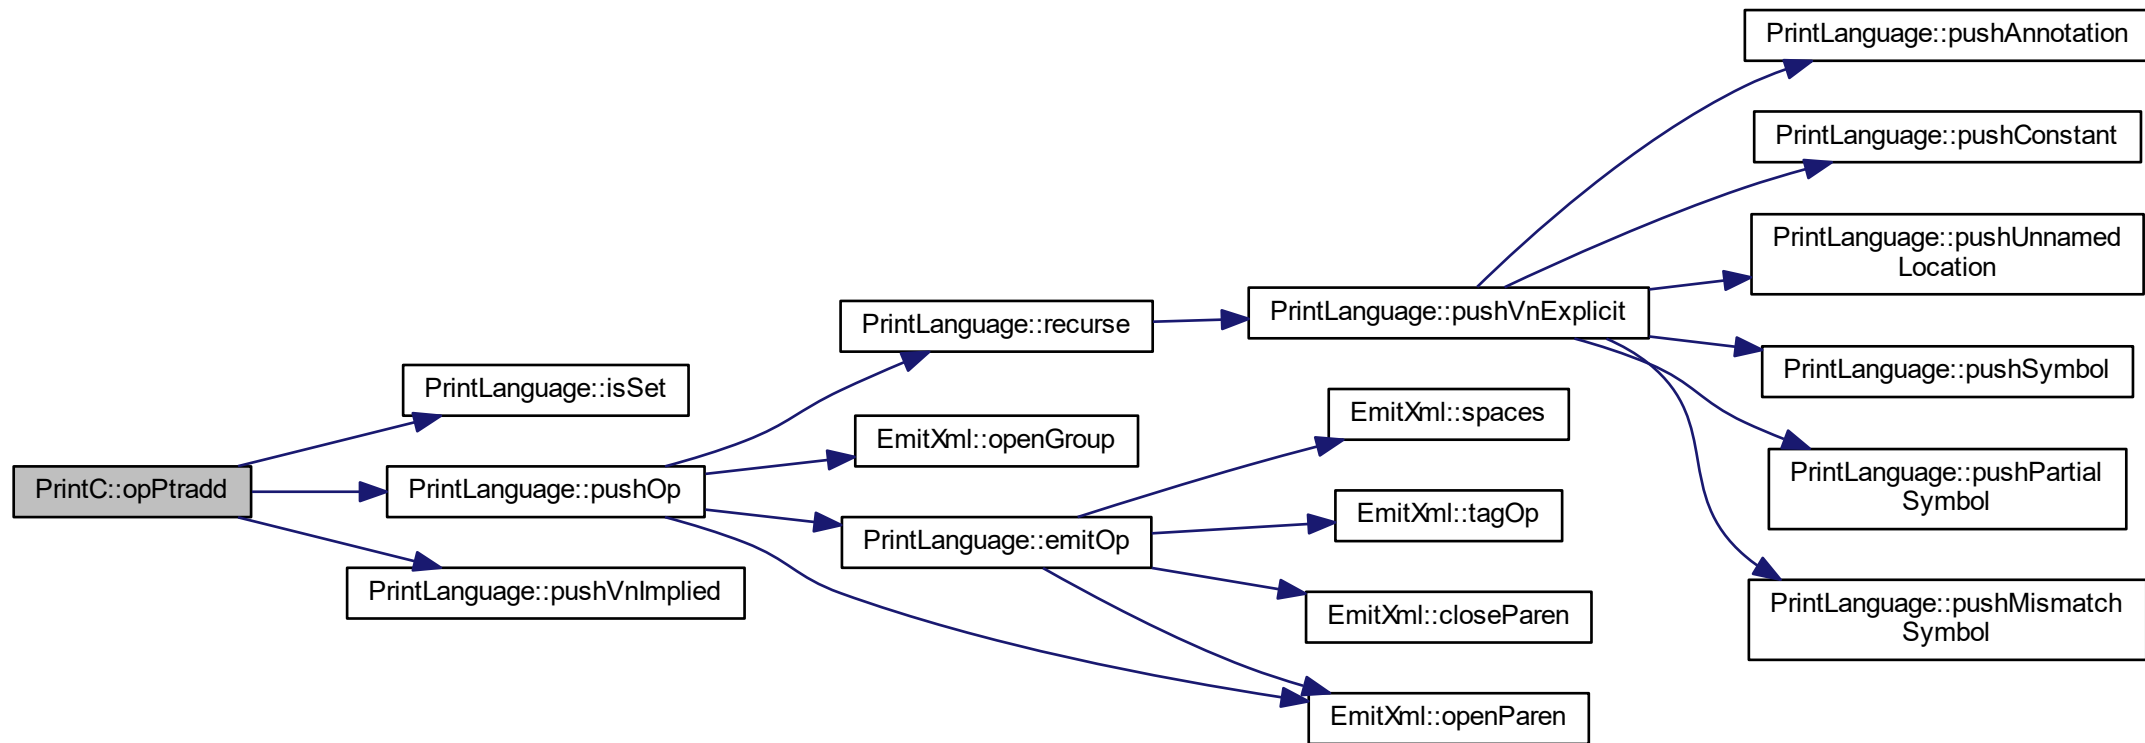 PrintC::opPtradd
PrintLanguage::isSet
PrintLanguage::pushOp
PrintLanguage::pushVnImplied
PrintLanguage::recurse
EmitXml::openGroup
PrintLanguage::emitOp
PrintLanguage::pushVnExplicit
EmitXml::spaces
EmitXml::tagOp
EmitXml::closeParen
EmitXml::openParen
PrintLanguage::pushAnnotation
PrintLanguage::pushConstant
PrintLanguage::pushUnnamed
Location
PrintLanguage::pushSymbol
PrintLanguage::pushPartial
Symbol
PrintLanguage::pushMismatch
Symbol